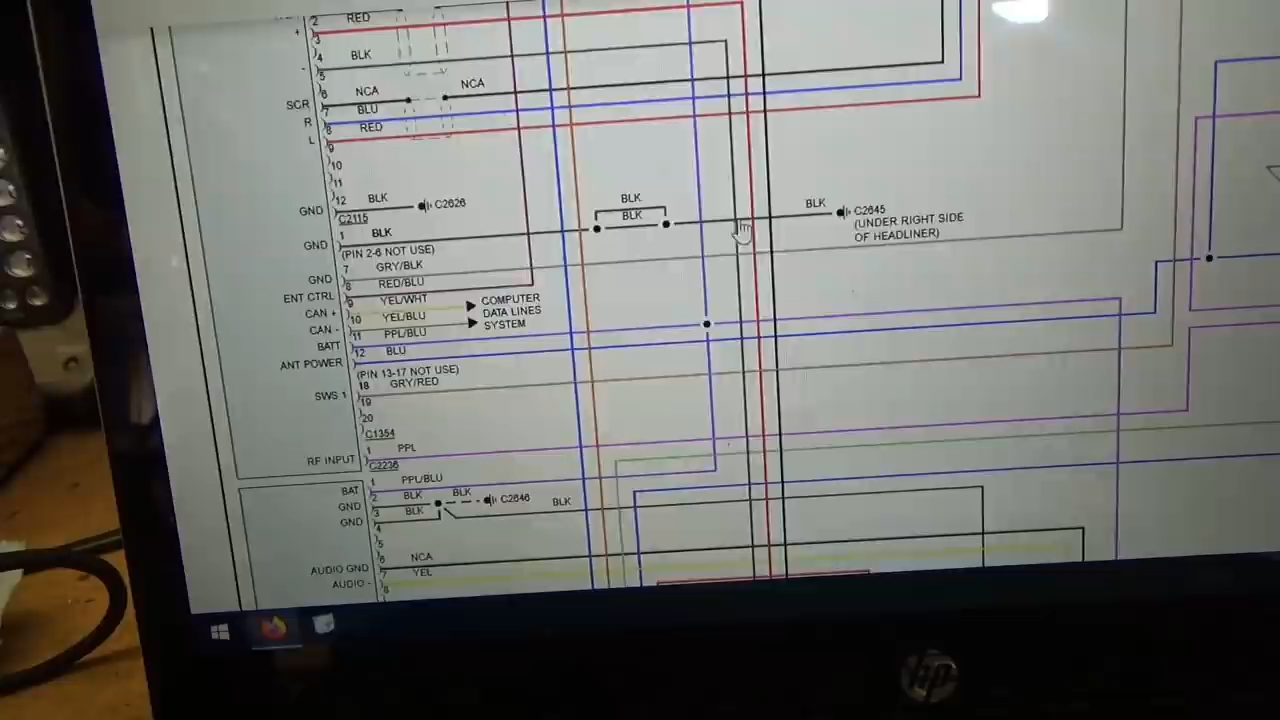 2 RED
+ 3
4 BLK
- 5
6 NCA NCA
SCR 7 BLU
R 8 RED
L 9
10
11
12 BLK C2626
GND C2115
1 BLK BLK BLK BLK C2645
GND (PIN 2-6 NOT USE) (UNDER RIGHT SIDE
OF HEADLINER)
7 GRY/BLK
GND 8 RED/BLU
ENT CTRL 9 YEL/WHT COMPUTER
CAN + 10 YEL/BLU DATA LINES
CAN - 11 PPL/BLU SYSTEM
BATT 12 BLU
ANT POWER (PIN 13-17 NOT USE)
18 GRY/RED
SWS 1 19
20
C1354
1 PPL
RF INPUT C2236
1 PPL/BLU
BAT 2 BLK BLK C2646 BLK
GND 3 BLK
GND 4
5
6 NCA
AUDIO GND 7 YEL
AUDIO - 8
hp